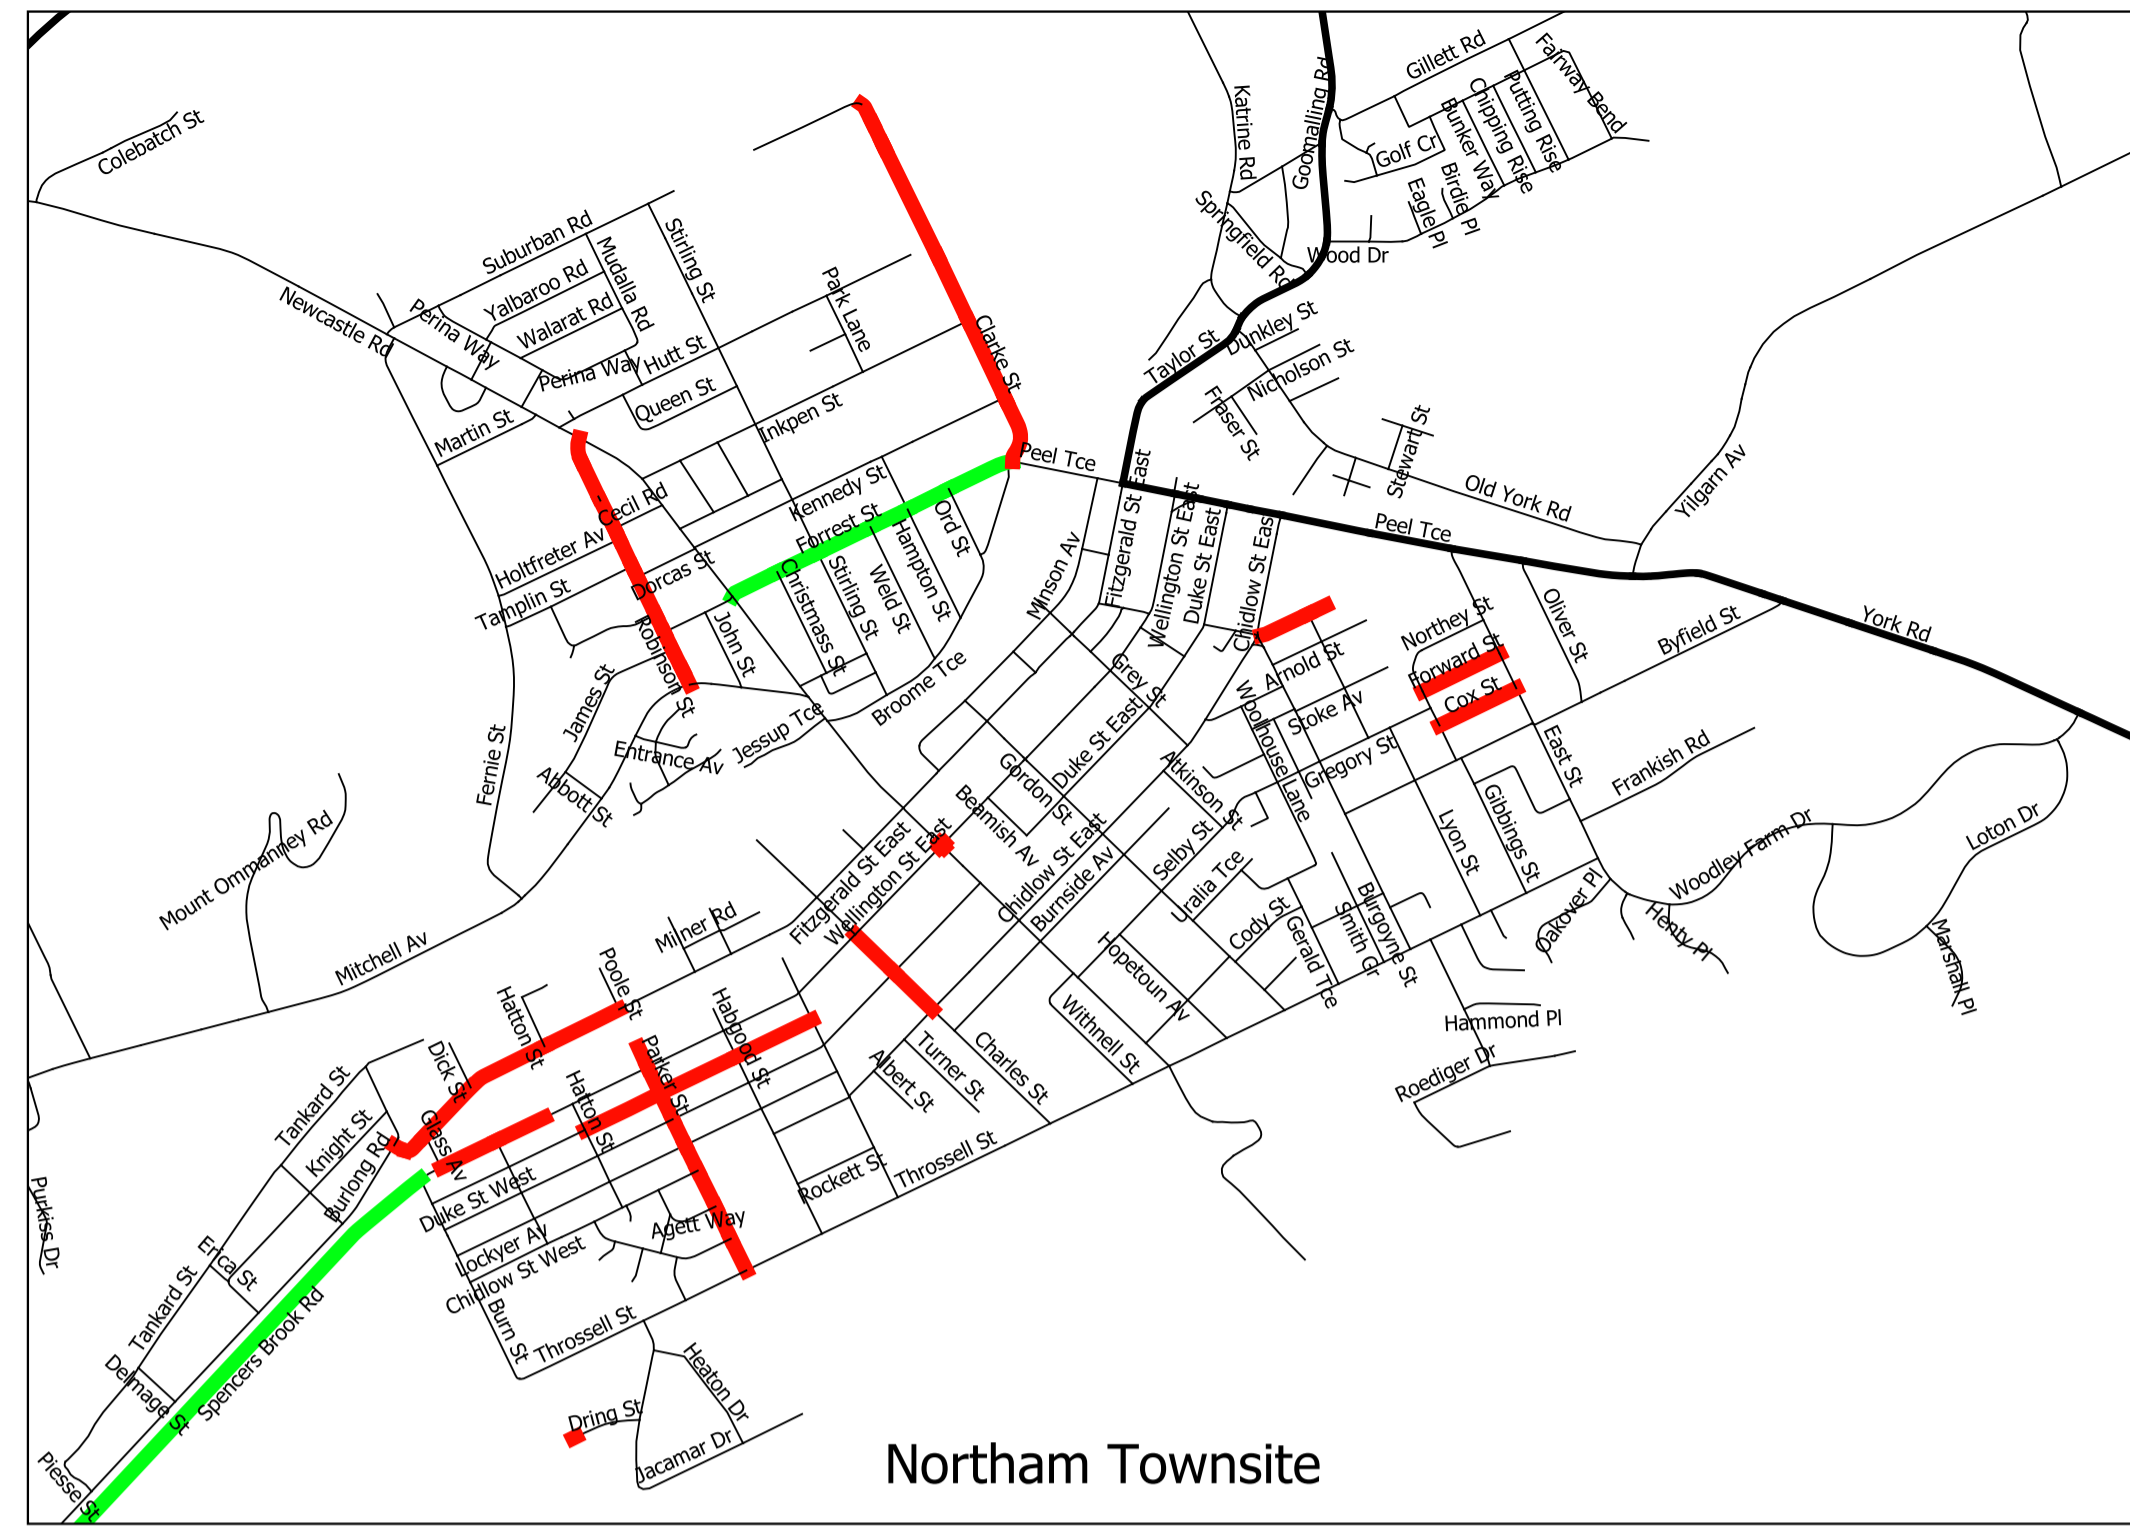 Gillett Rd
Fairway Bend
Katrine Rd
Goomalling Rd
Putting Rise
Chipping Rise
Bunker Way
Colebatch St
Golf Cr
Birdie Pl
Eagle Pl
Springfield Rd
Wood Dr
Suburban Rd
Stirling St
Mudalla Rd
Yalbaroo Rd
Walarat Rd
Newcastle Rd
Perina Way
Park Lane
Dunkley St
Clarke St
Taylor St
Hutt St
Perina Way
Nicholson St
Queen St
Fraser St
Inkpen St
Martin St
Stewart St
Peel Tce
Yilgarn Av
Old York Rd
Kennedy St
Cecil Rd
Forrest St
Ord St
Peel Tce
Holtfreter Av
Hampton St
Fitzgerald St East
Wellington St East
Duke St East
Chidlow St East
Minson Av
Dorcas St
Tamplin St
Christmass St
Stirling St
Weld St
Northey St
Oliver St
Byfield St
York Rd
John St
Robinson St
Forward St
Arnold St
Grey St
James St
Broome Tce
Cox St
Woolhouse Lane
Stoke Av
Jessup Tce
Entrance Av
Duke St East
Gregory St
East St
Frankish Rd
Fernie St
Abbott St
Gordon St
Atkinson St
Beamish Av
Gibbings St
Lyon St
Mount Ommanney Rd
Fitzgerald St East
Wellington St East
Chidlow St East
Burnside Av
Selby St
Uralia Tce
Woodley Farm Dr
Loton Dr
Burgoyne St
Smith Gr
Cody St
Gerald Tce
Oakover Pl
Henty Pl
Marshall Pl
Mitchell Av
Milner Rd
Poole St
Hopetoun Av
Hatton St
Habgood St
Withnell St
Hammond Pl
Dick St
Parker St
Turner St
Charles St
Albert St
Roediger Dr
Tankard St
Hatton St
Knight St
Glass Av
Burlong Rd
Throssell St
Rockett St
Duke St West
Purkiss Dr
Agett Way
Lockyer Av
Chidlow St West
Erica St
Tankard St
Burn St
Throssell St
Spencers Brook Rd
Delmage St
Heaton Dr
Dring St
Jacamar Dr
Piesse St
Northam Townsite